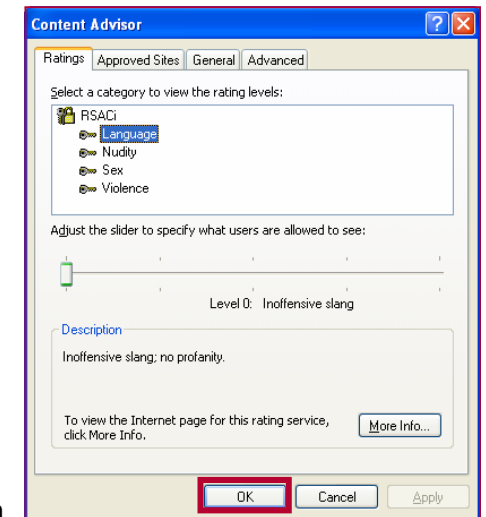 Content Advisor
Ratings Approved Sites General Advanced
Select a category to view the rating levels:
RSACi
Language
Nudity
Sex
Violence
Adjust the slider to specify what users are allowed to see:
Level 0: Inoffensive slang
Description
Inoffensive slang; no profanity.
To view the Internet page for this rating service,
click More Info.
More Info...
OK Cancel Apply